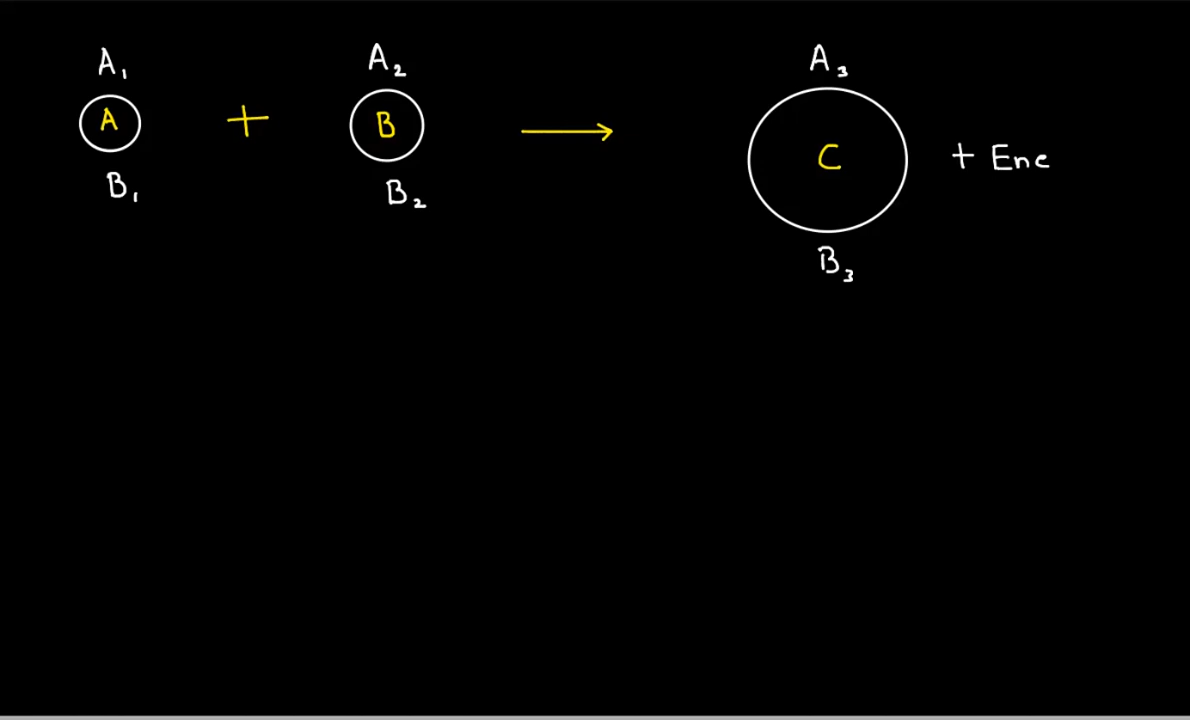 A₁ A₂ A₃
A + B → C + Ene
B₁ B₂ B₃